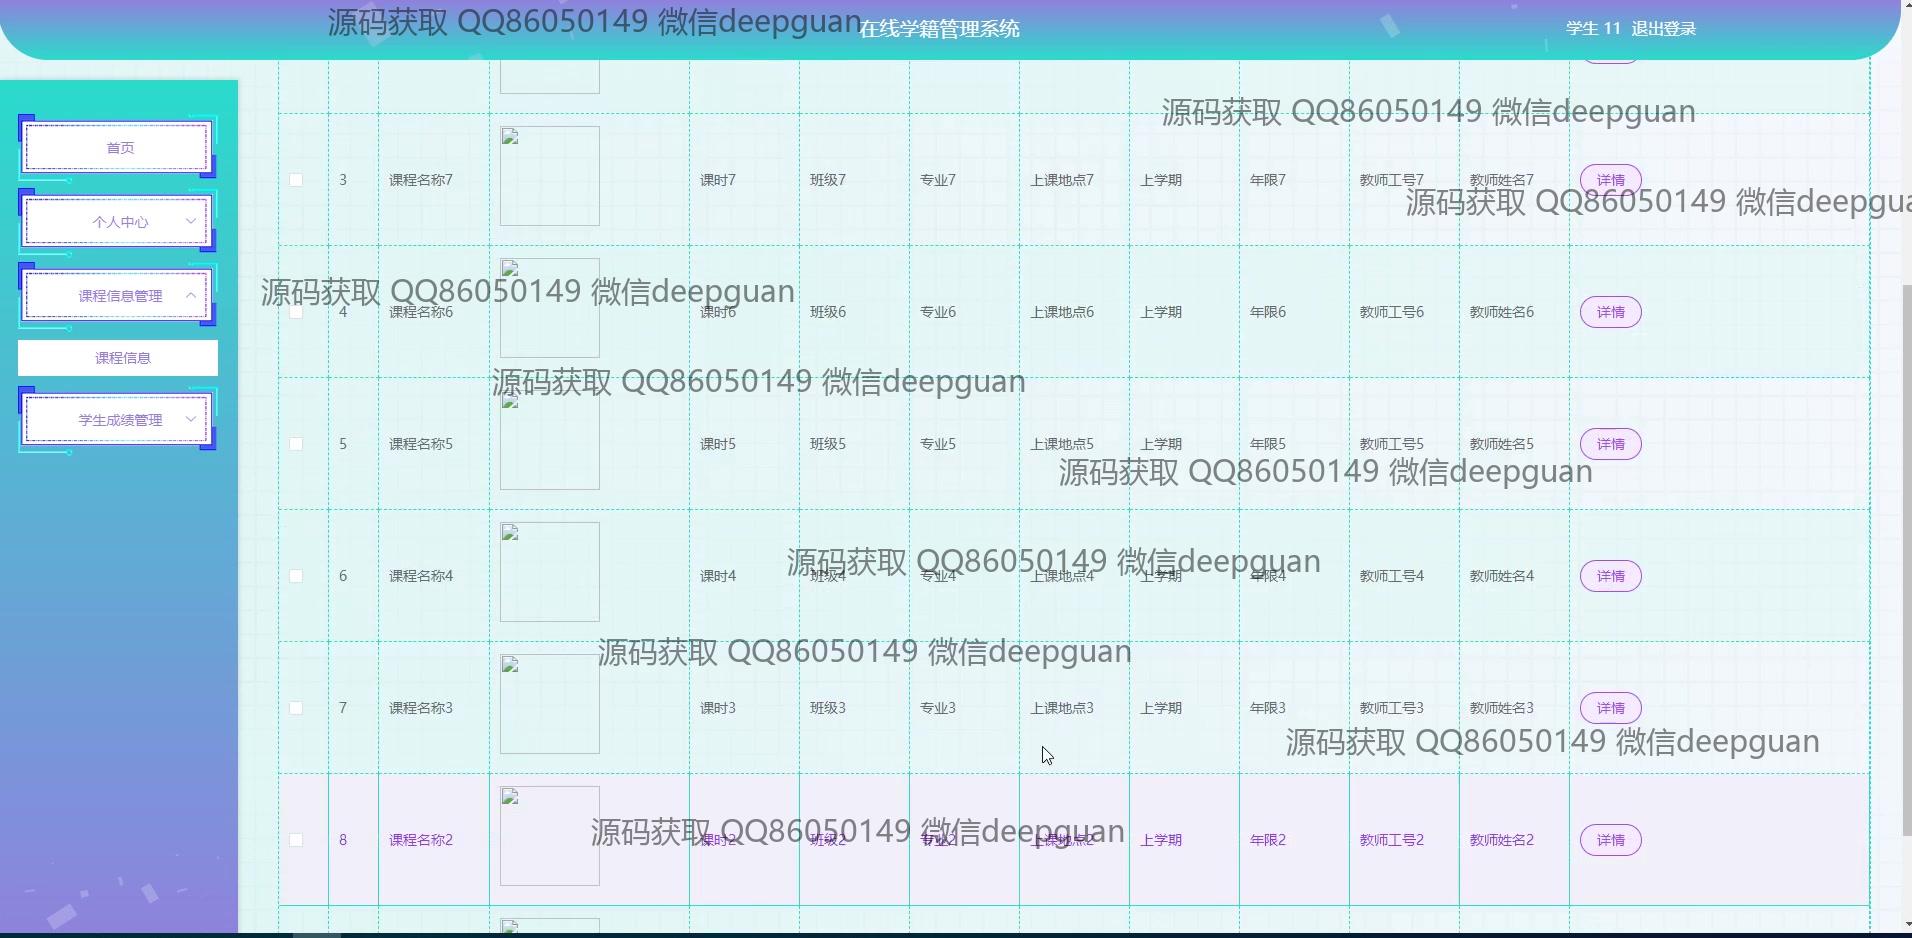 源码获取 QQ86050149 微信deepguan
在线学籍管理系统
学生 11 退出登录
源码获取 QQ86050149 微信deepguan
首页
3 课程名称7 课时7 班级7 专业7 上课地点7 上学期 年限7 教师工号7 教师姓名7 详情
源码获取 QQ86050149 微信deepgua
个人中心
源码获取 QQ86050149 微信deepguan
课程信息管理
4 课程名称6 课时6 班级6 专业6 上课地点6 上学期 年限6 教师工号6 教师姓名6 详情
课程信息
源码获取 QQ86050149 微信deepguan
学生成绩管理
5 课程名称5 课时5 班级5 专业5 上课地点5 上学期 年限5 教师工号5 教师姓名5 详情
源码获取 QQ86050149 微信deepguan
源码获取 QQ86050149 微信deepguan
6 课程名称4 课时4 班级4 专业4 上课地点4 上学期 年限4 教师工号4 教师姓名4 详情
源码获取 QQ86050149 微信deepguan
7 课程名称3 课时3 班级3 专业3 上课地点3 上学期 年限3 教师工号3 教师姓名3 详情
源码获取 QQ86050149 微信deepguan
源码获取 QQ86050149 微信deepguan
8 课程名称2 课时2 班级2 专业2 上课地点2 上学期 年限2 教师工号2 教师姓名2 详情